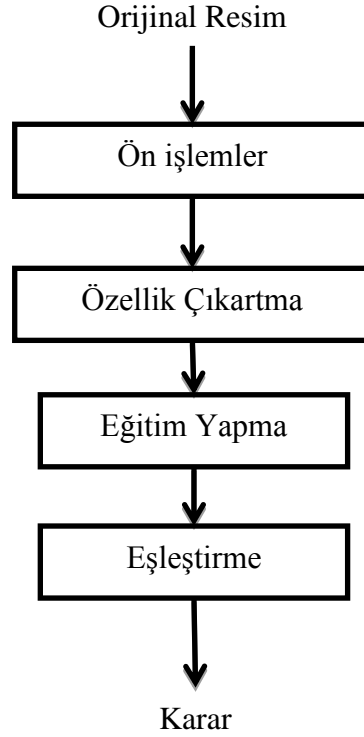 Orijinal Resim
Ön işlemler
Özellik Çıkartma
Eğitim Yapma
Eşleştirme
Karar